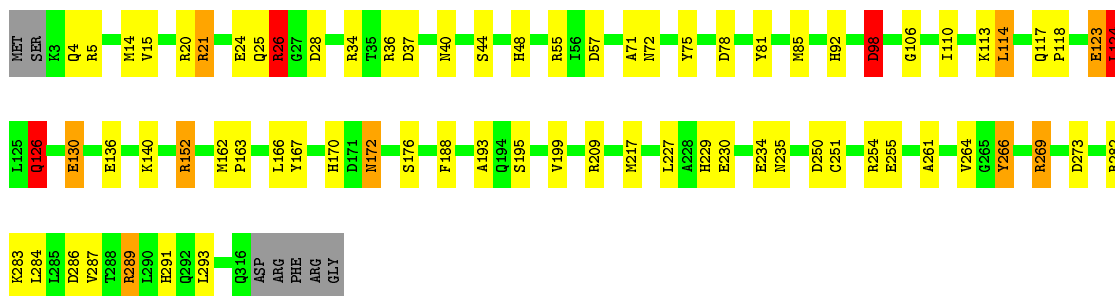 MET SER K3 Q4 R5 M14 V15 R20 R21 E24 Q25 R26 G27 D28 R34 T35 R36 D37 N40 S44 H48 R55 I56 D57 A71 N72 Y75 D78 Y81 M85 H92 D98 G106 I110 K113 L114 Q117 P118 E123 L124
L125 Q126 E130 E136 K140 R152 M162 P163 L166 Y167 H170 D171 N172 S176 F188 A193 Q194 S195 V199 R209 M217 L227 A228 H229 E230 E234 N235 D250 C251 R254 E255 A261 V264 G265 Y266 R269 D273
K283 L284 L285 D286 V287 T288 R289 L290 H291 Q292 L293 Q316 ASP ARG PHE ARG GLY